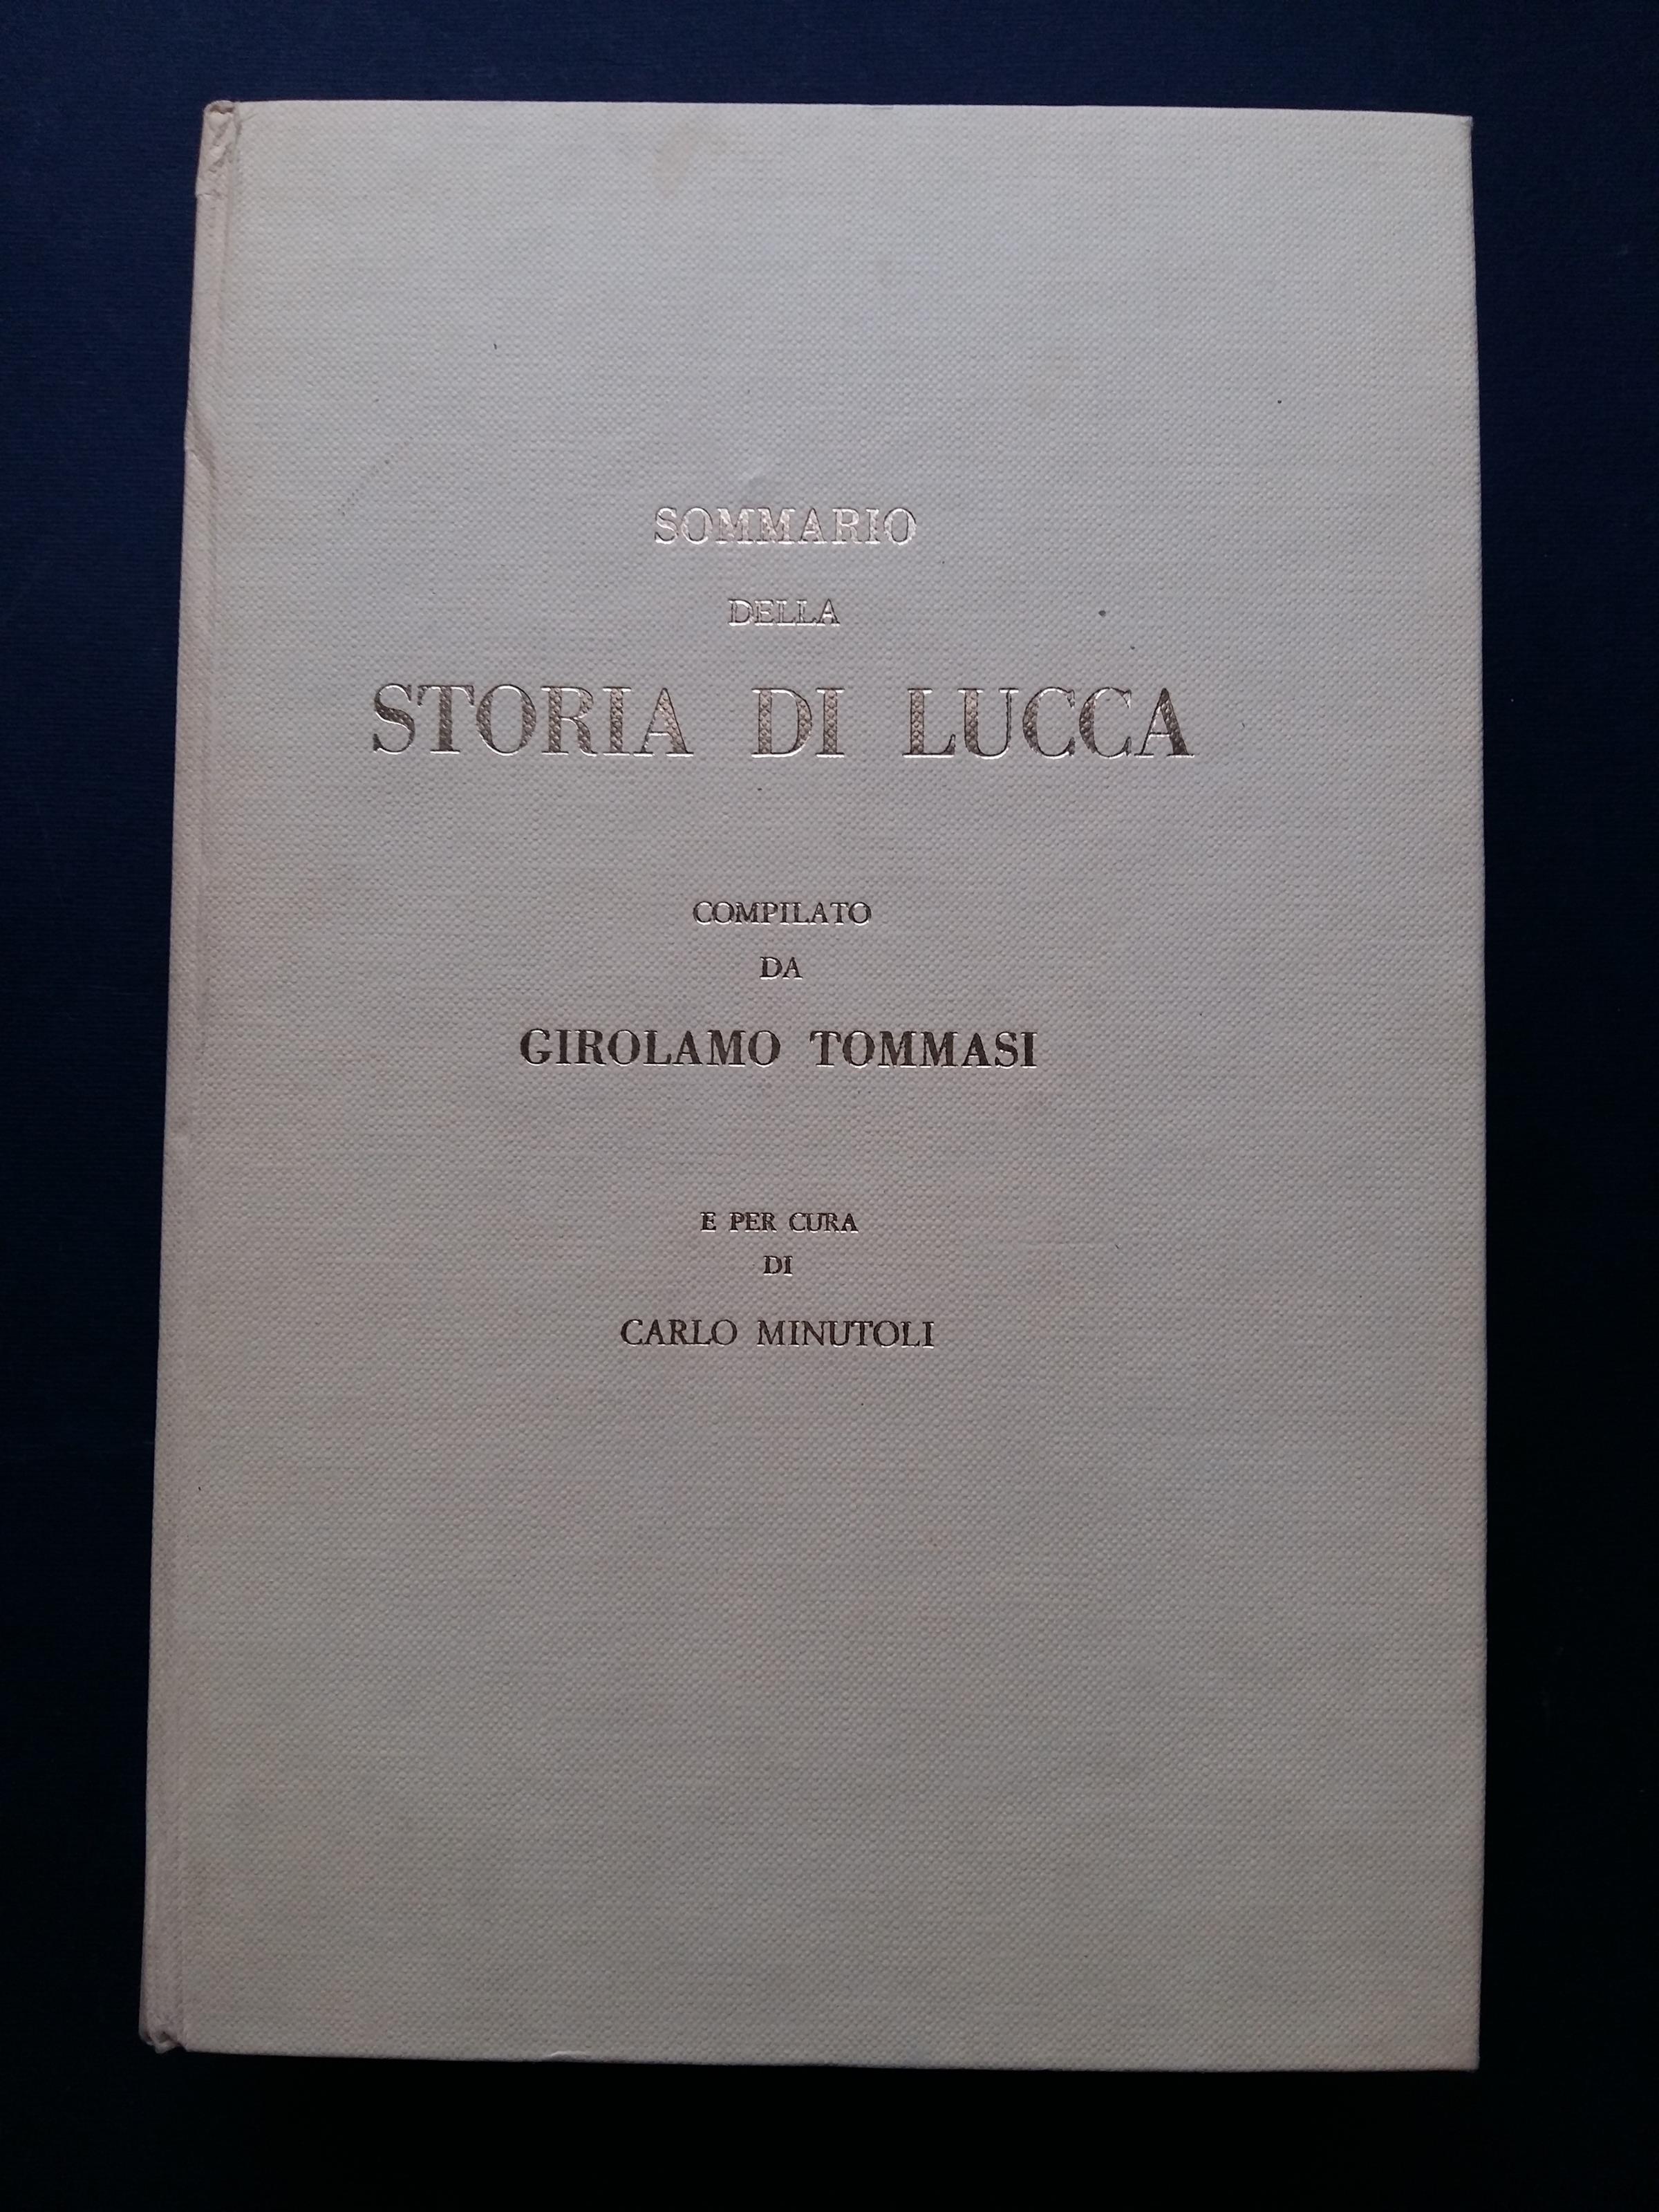 SOMMARIO
DELLA
STORIA DI LUCCA
COMPILATO
DA
GIROLAMO TOMMASI
E PER CURA
DI
CARLO MINUTOLI